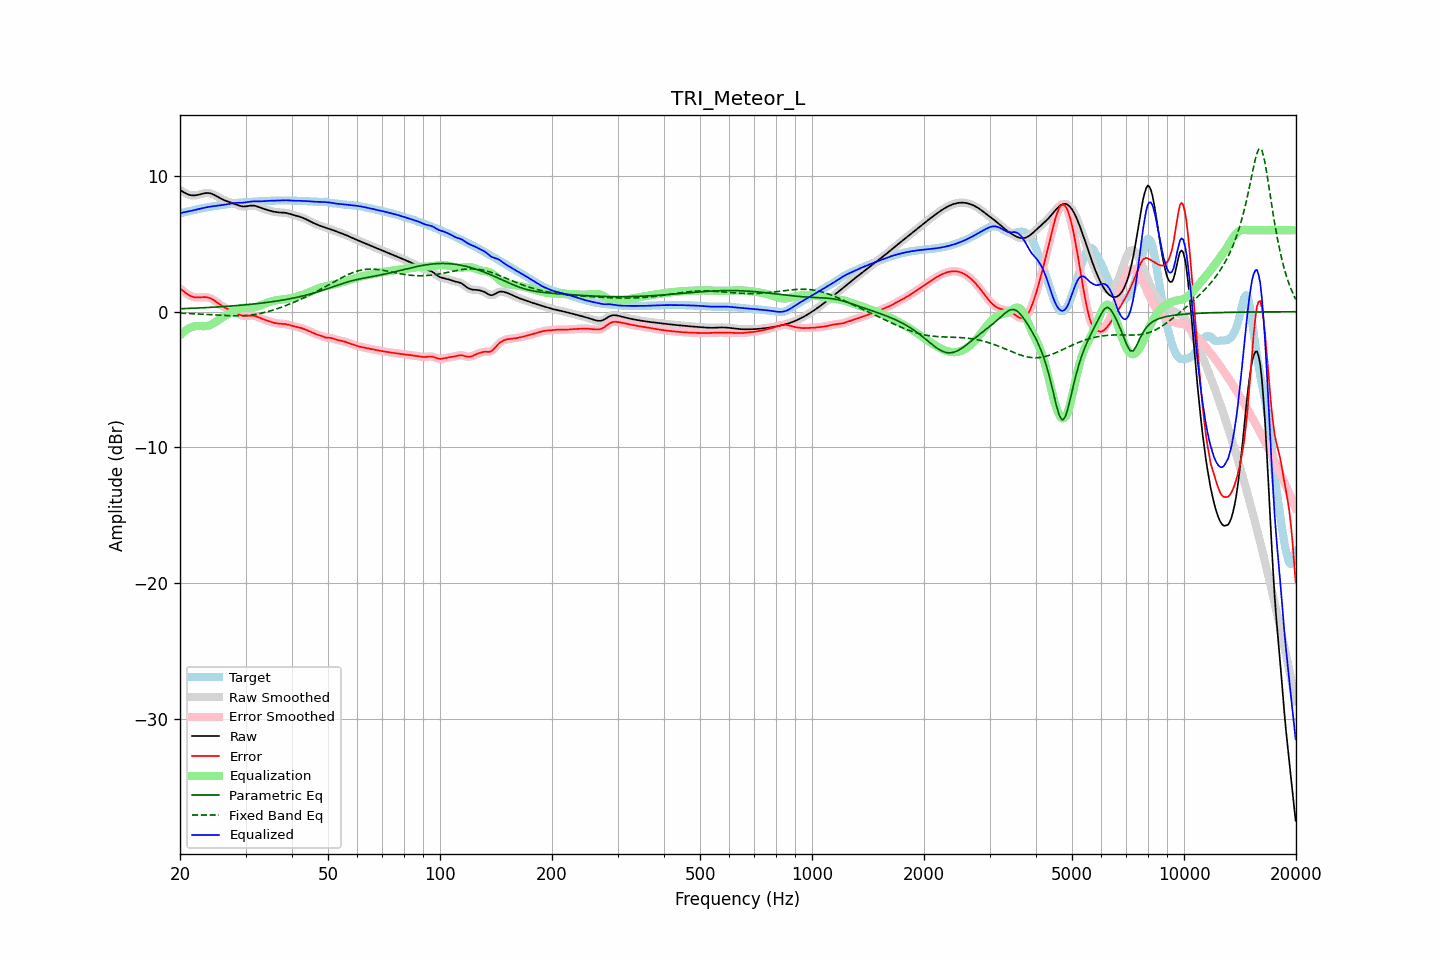 TRI_Meteor_L
Amplitude (dBr)
10
0
−10
−20
−30
Target
Raw Smoothed
Error Smoothed
Raw
Error
Equalization
Parametric Eq
Fixed Band Eq
Equalized
20 50 100 200 500 1000 2000 5000 10000 20000
Frequency (Hz)